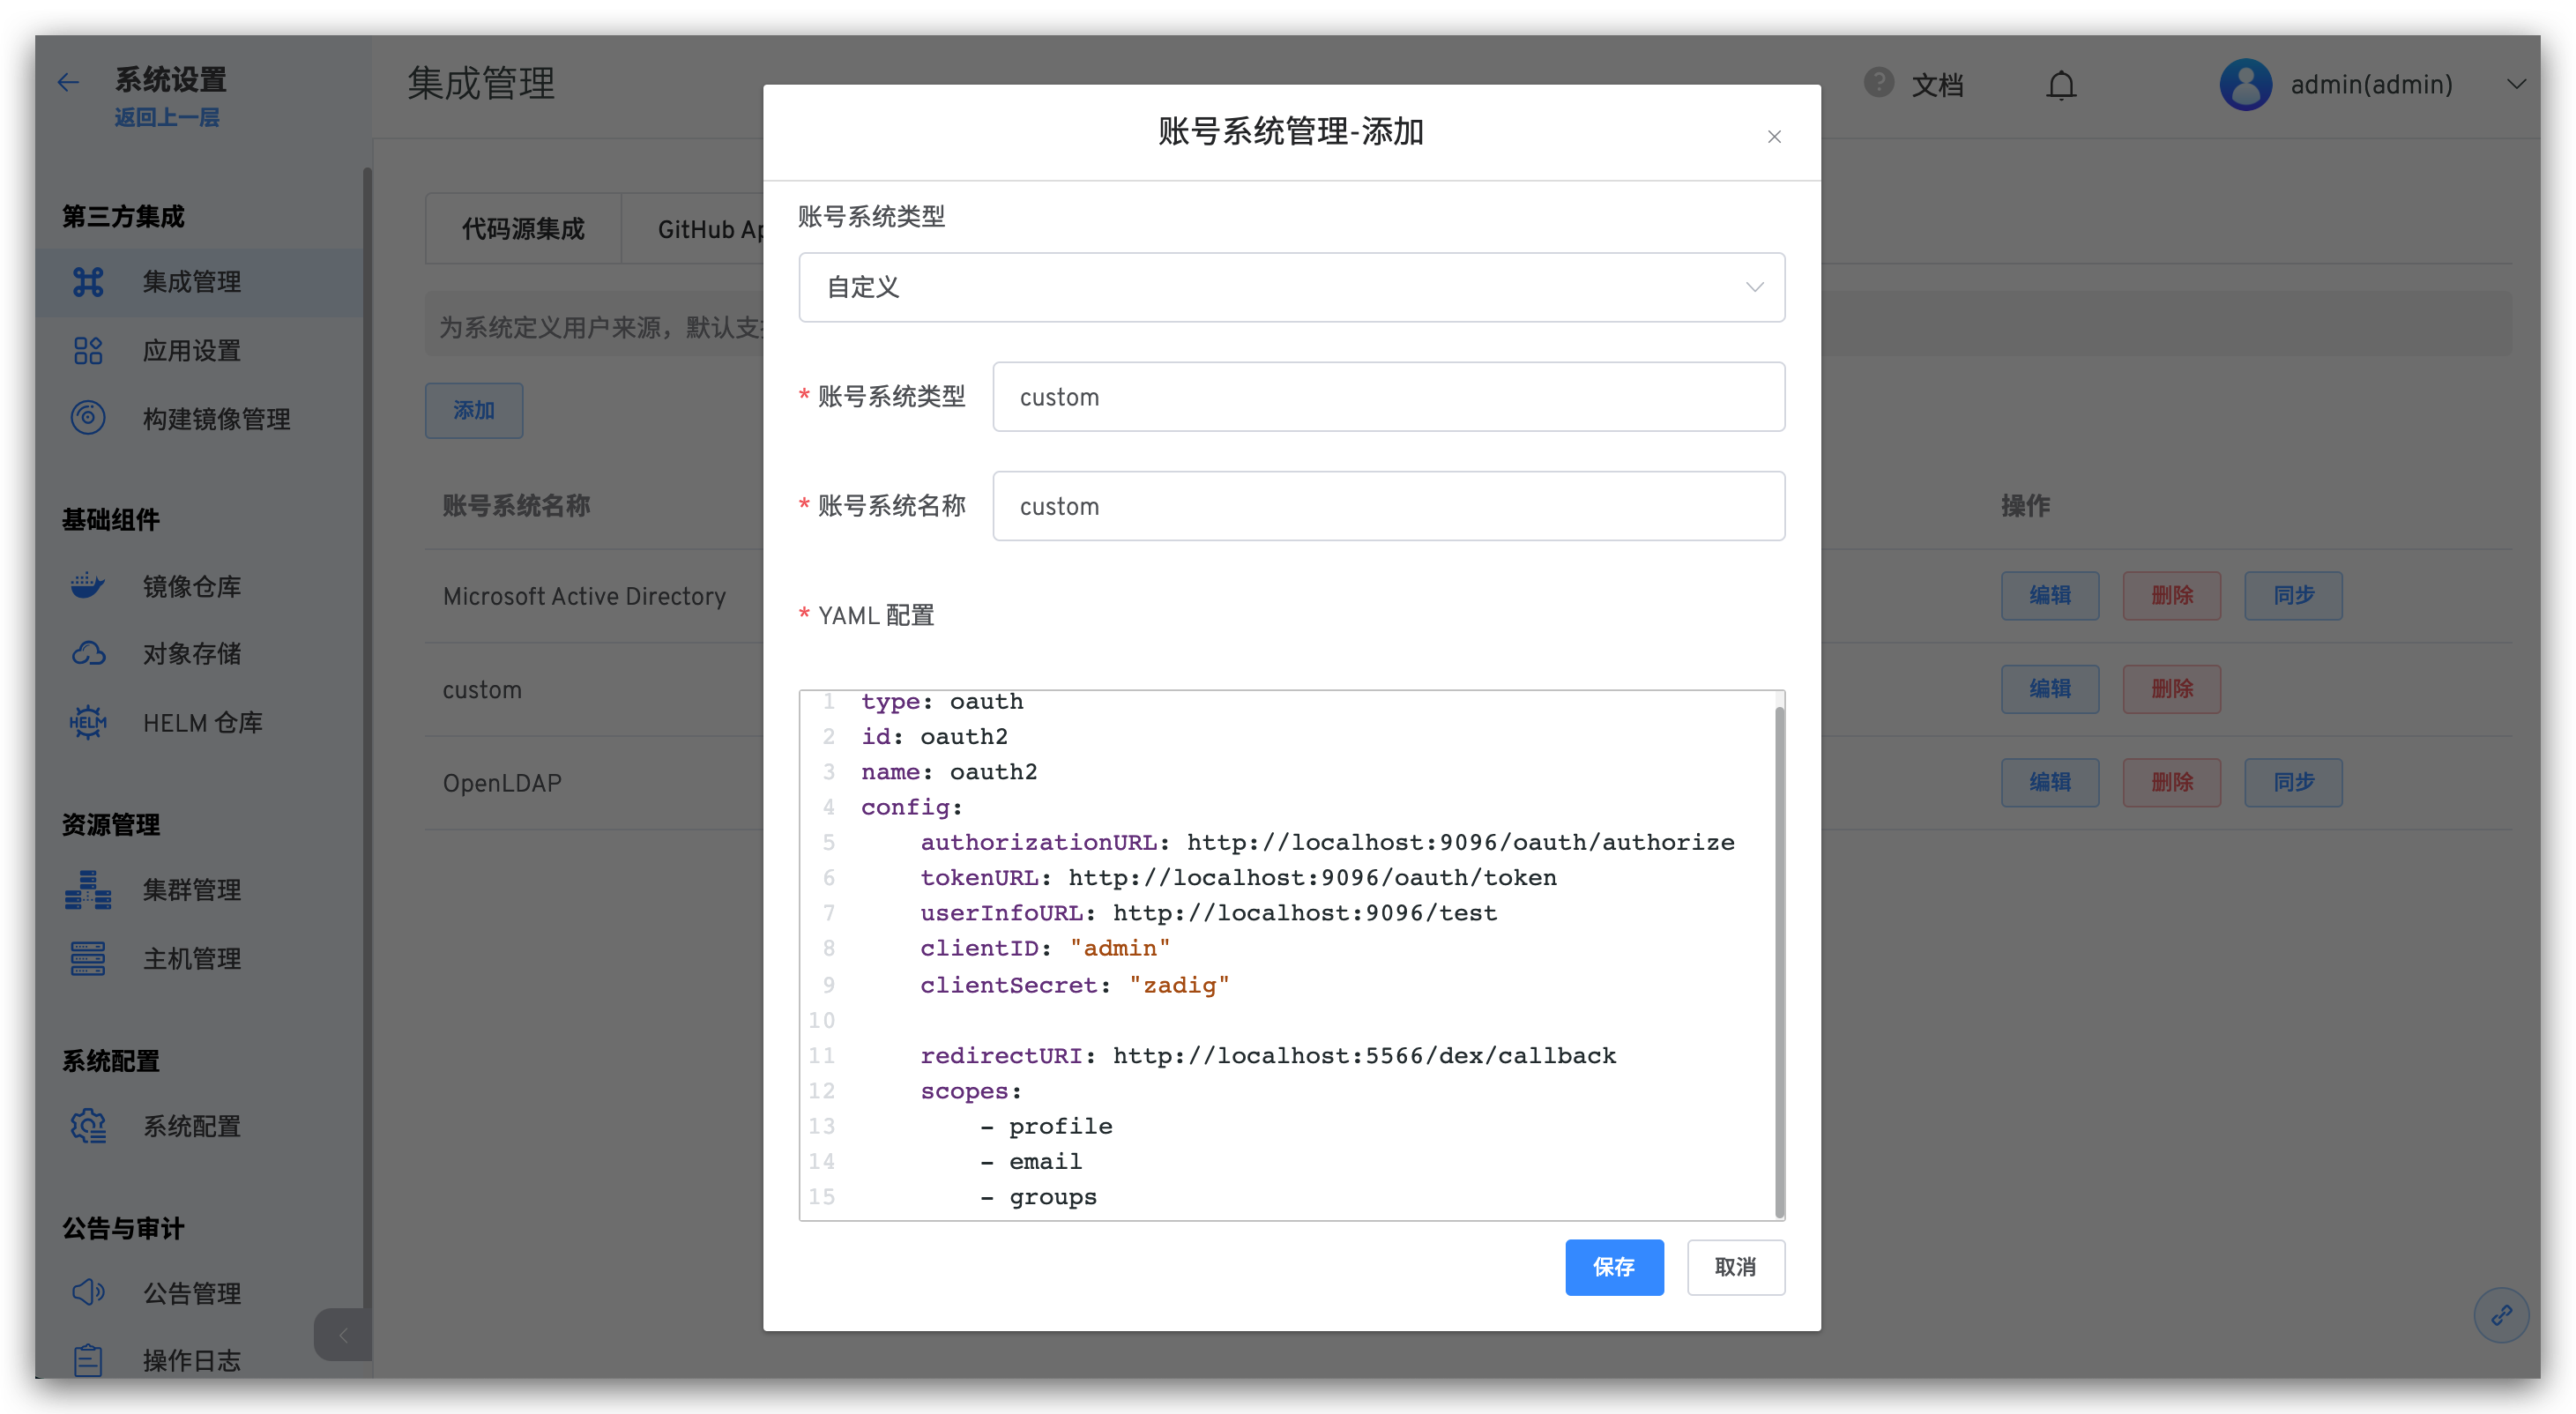 系统设置
返回上一层
第三方集成
集成管理
应用设置
构建镜像管理
基础组件
镜像仓库
对象存储
HELM 仓库
资源管理
集群管理
主机管理
系统配置
系统配置
公告与审计
公告管理
操作日志
集成管理
文档
admin(admin)
代码源集成
GitHub Ap
为系统定义用户来源，默认支
添加
账号系统名称
操作
Microsoft Active Directory
编辑 删除 同步
custom
编辑 删除
OpenLDAP
编辑 删除 同步
账号系统管理-添加
账号系统类型
自定义
* 账号系统类型 custom
* 账号系统名称 custom
* YAML 配置
1 type: oauth
2 id: oauth2
3 name: oauth2
4 config:
5 authorizationURL: http://localhost:9096/oauth/authorize
6 tokenURL: http://localhost:9096/oauth/token
7 userInfoURL: http://localhost:9096/test
8 clientID: "admin"
9 clientSecret: "zadig"
10
11 redirectURI: http://localhost:5566/dex/callback
12 scopes:
13 - profile
14 - email
15 - groups
保存 取消